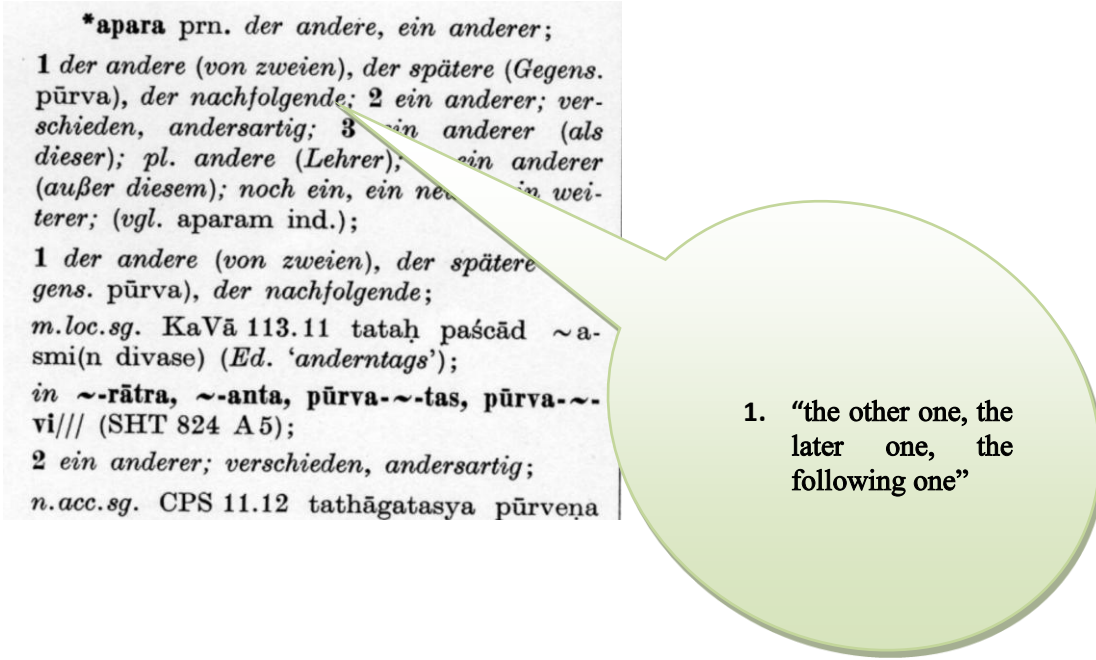 *apara prn. der andere, ein anderer;
1 der andere (von zweien), der spätere (Gegens.
pūrva), der nachfolgende; 2 ein anderer; ver-
schieden, andersartig; 3 ein anderer (als
dieser); pl. andere (Lehrer); ein anderer
(außer diesem); noch ein, ein wei-
terer; (vgl. aparam ind.);
1 der andere (von zweien), der spätere
gens. pūrva), der nachfolgende;
m.loc.sg. KaVā 113.11 tataḥ paścād ~a-
smi(n divase) (Ed. 'anderntags');
in ~-rātra, ~-anta, pūrva-~-tas, pūrva-~-
vi/// (SHT 824 A 5);
2 ein anderer; verschieden, andersartig;
n.acc.sg. CPS 11.12 tathāgatasya pūrveṇa
1. “the other one, the
later one, the
following one”